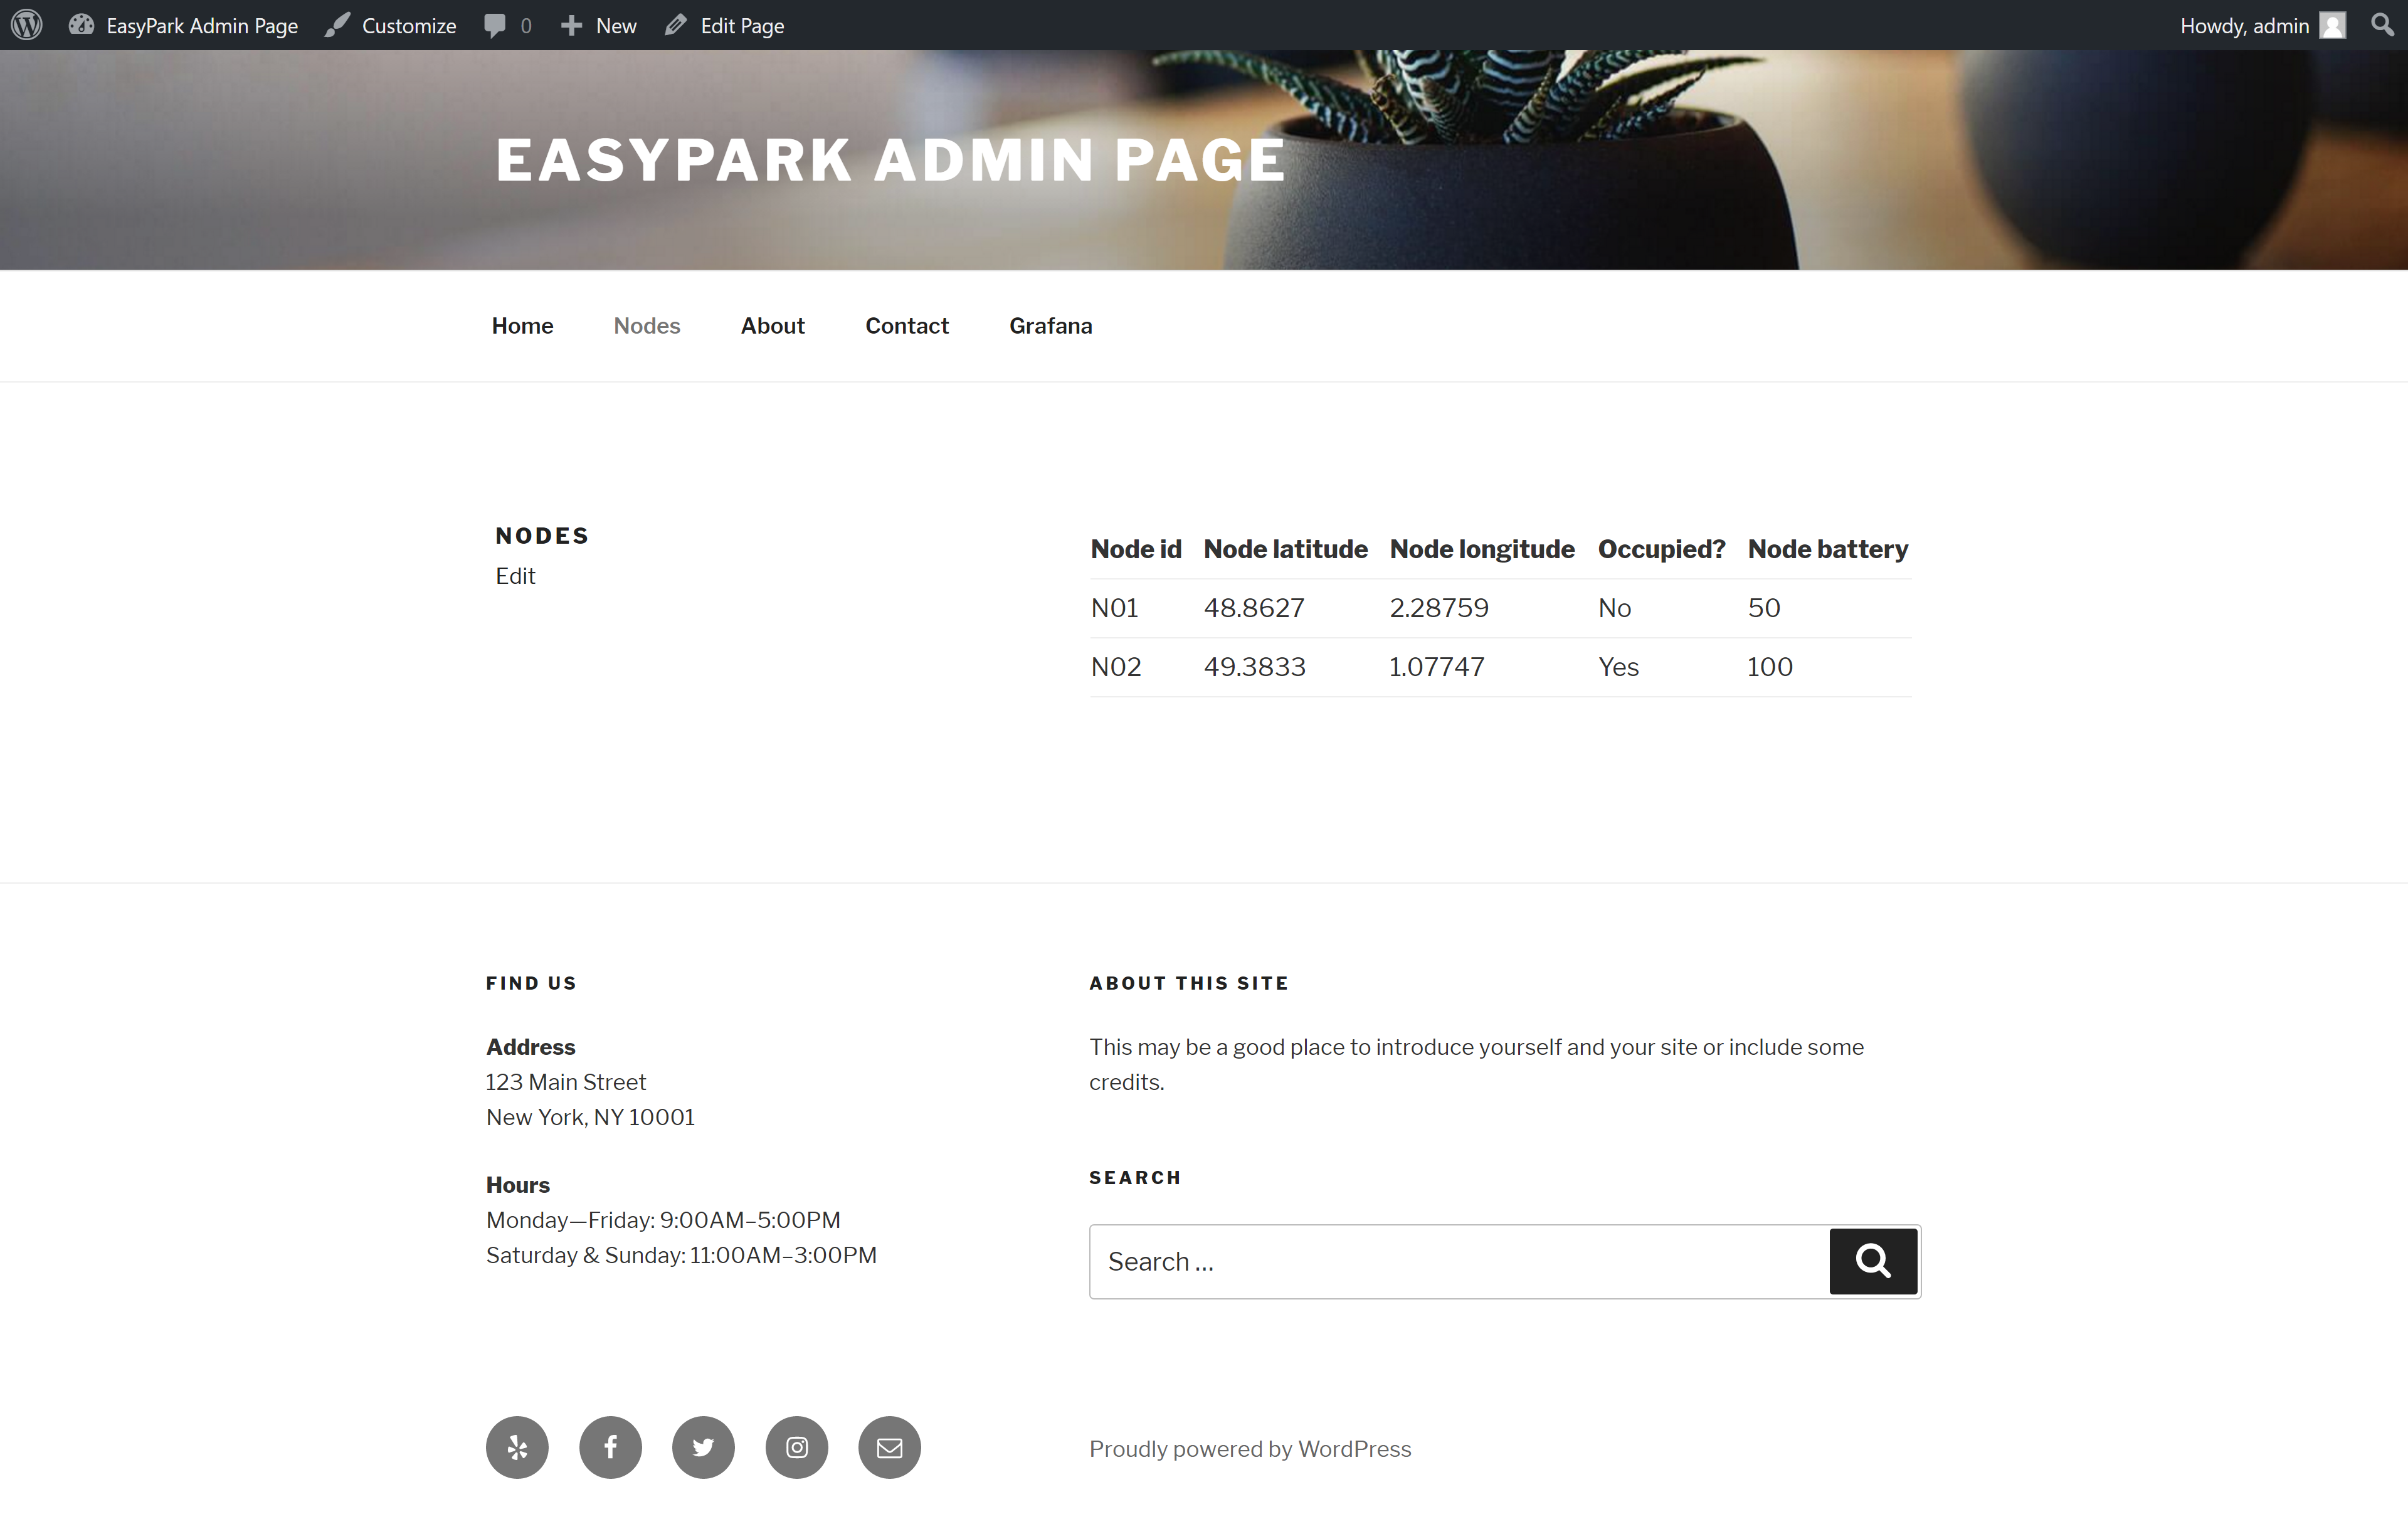 EasyPark Admin Page Customize 0 New Edit Page Howdy, admin
EASYPARK ADMIN PAGE
Home Nodes About Contact Grafana
NODES
Edit
Node id Node latitude Node longitude Occupied? Node battery
N01 48.8627 2.28759 No 50
N02 49.3833 1.07747 Yes 100
FIND US
Address
123 Main Street
New York, NY 10001
Hours
Monday—Friday: 9:00AM–5:00PM
Saturday & Sunday: 11:00AM–3:00PM
ABOUT THIS SITE
This may be a good place to introduce yourself and your site or include some
credits.
SEARCH
Search …
Proudly powered by WordPress